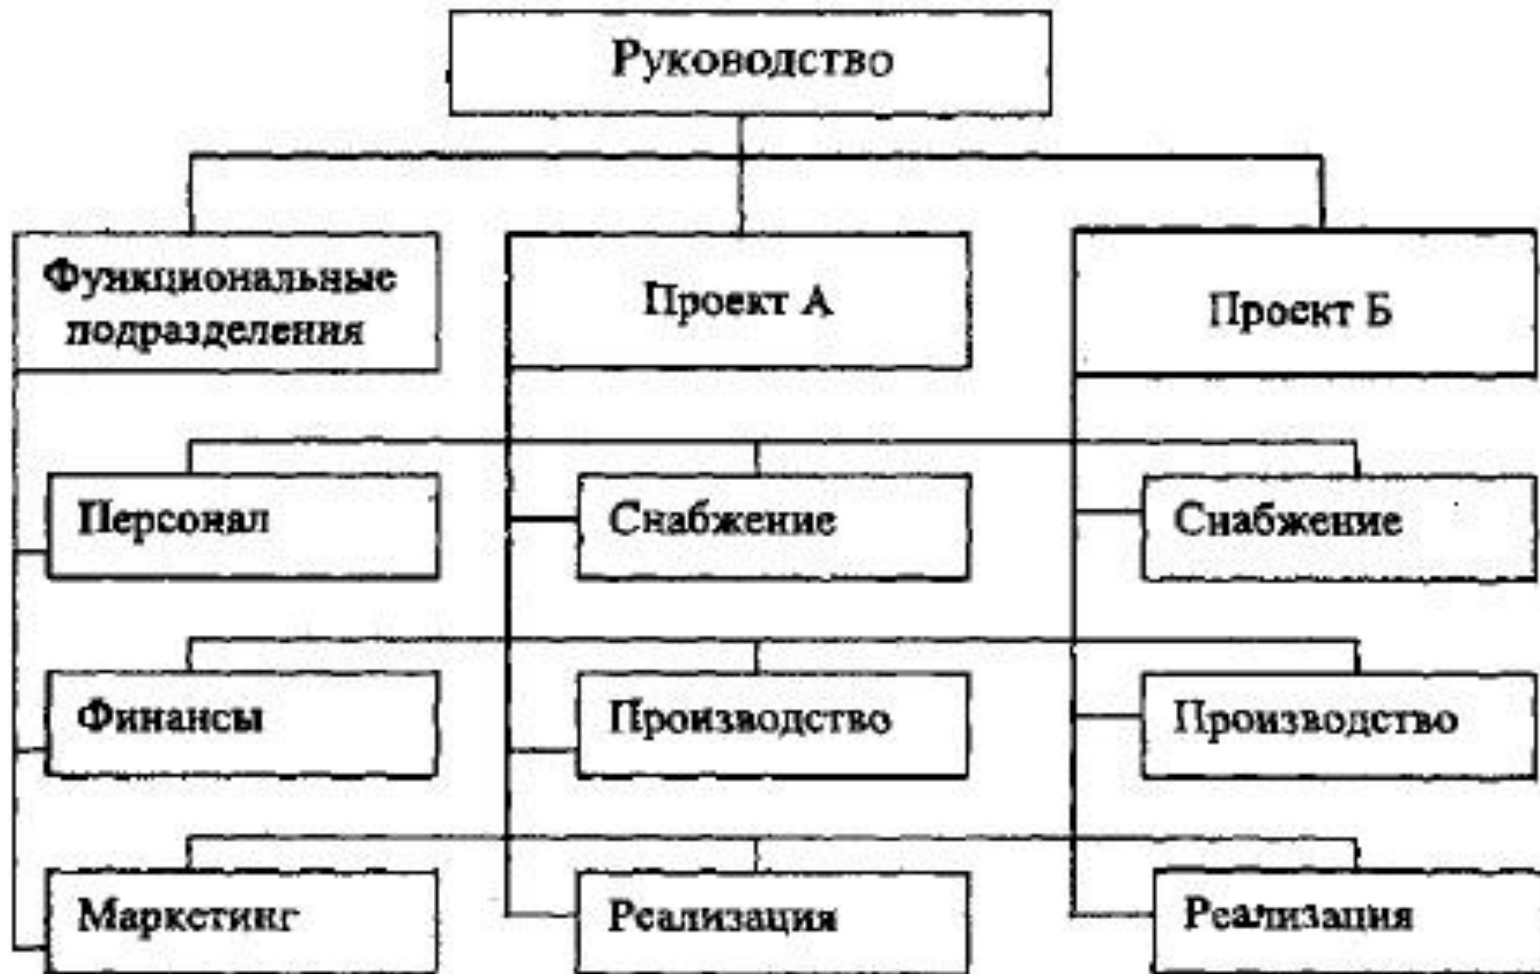 Руководство
Функциональные
подразделения
Проект А
Проект Б
Персонал
Снабжение
Снабжение
Финансы
Производство
Производство
Маркетинг
Реализация
Реализация